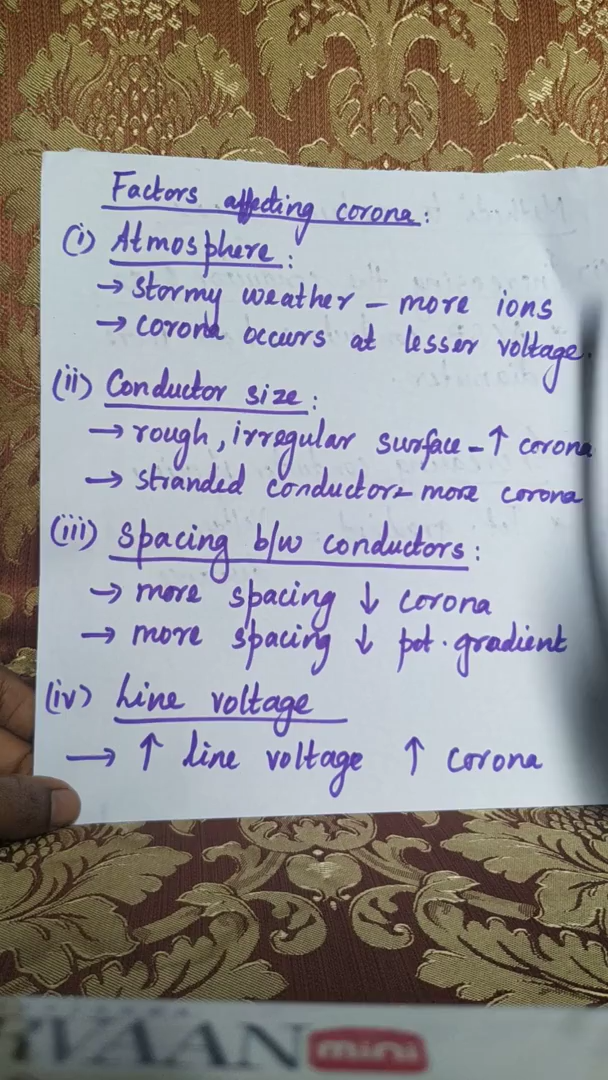 Factors affecting corona:
(i) Atmosphere:
→ stormy weather – more ions
→ corona occurs at lesser voltage.
(ii) Conductor size:
→ rough, irregular surface - ↑ corona
→ stranded conductor - more corona
(iii) Spacing b/w conductors:
→ more spacing ↓ corona
→ more spacing ↓ pot. gradient
(iv) Line voltage
→ ↑ line voltage ↑ corona
VAAN mini